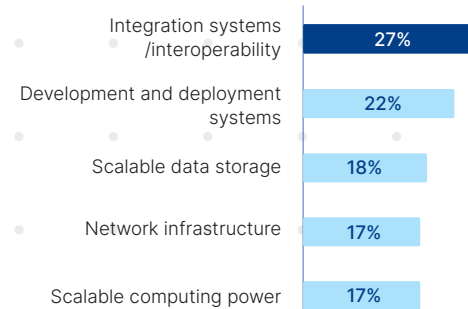 Integration systems
/interoperability
27%
Development and deployment
systems
22%
Scalable data storage
18%
Network infrastructure
17%
Scalable computing power
17%